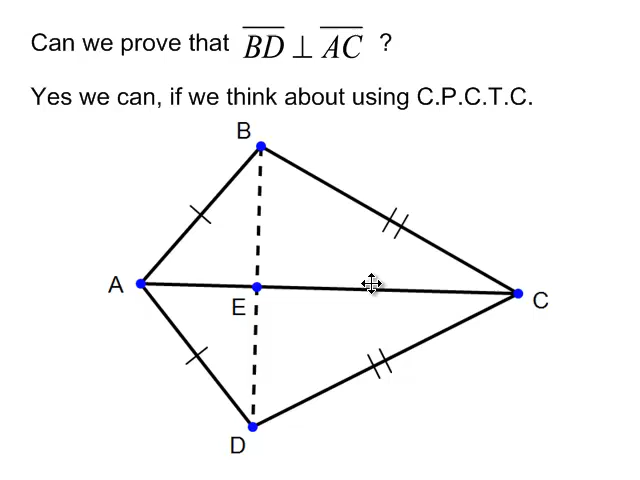 Can we prove that BD ⊥ AC ?
Yes we can, if we think about using C.P.C.T.C.
B
A
E
C
D